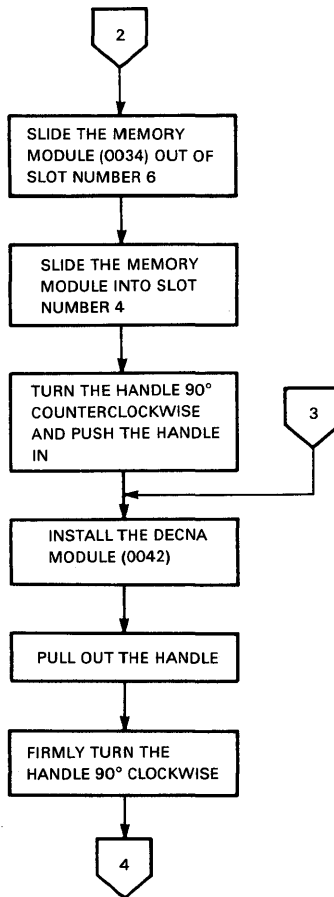 2
SLIDE THE MEMORY
MODULE (0034) OUT OF
SLOT NUMBER 6
SLIDE THE MEMORY
MODULE INTO SLOT
NUMBER 4
TURN THE HANDLE 90°
COUNTERCLOCKWISE
AND PUSH THE HANDLE
IN
3
INSTALL THE DECNA
MODULE (0042)
PULL OUT THE HANDLE
FIRMLY TURN THE
HANDLE 90° CLOCKWISE
4